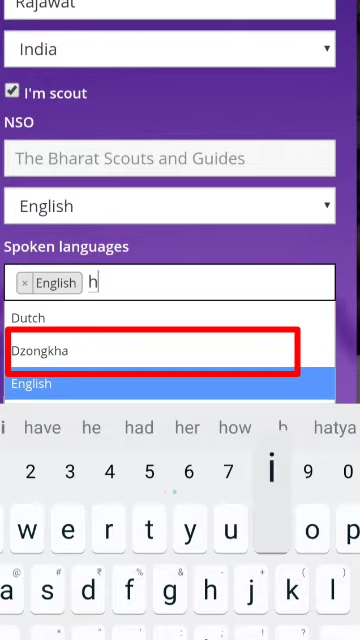 Rajawat
India
I'm scout
NSO
The Bharat Scouts and Guides
English
Spoken languages
× English h
Dutch
Dzongkha
English
i have he had her how h hatya
2 3 4 5 6 7 i 9 0
w e r t y u o p
@ # ₹ % & - + ( )
a s d f g h j k l
* " ' : ; ! ?